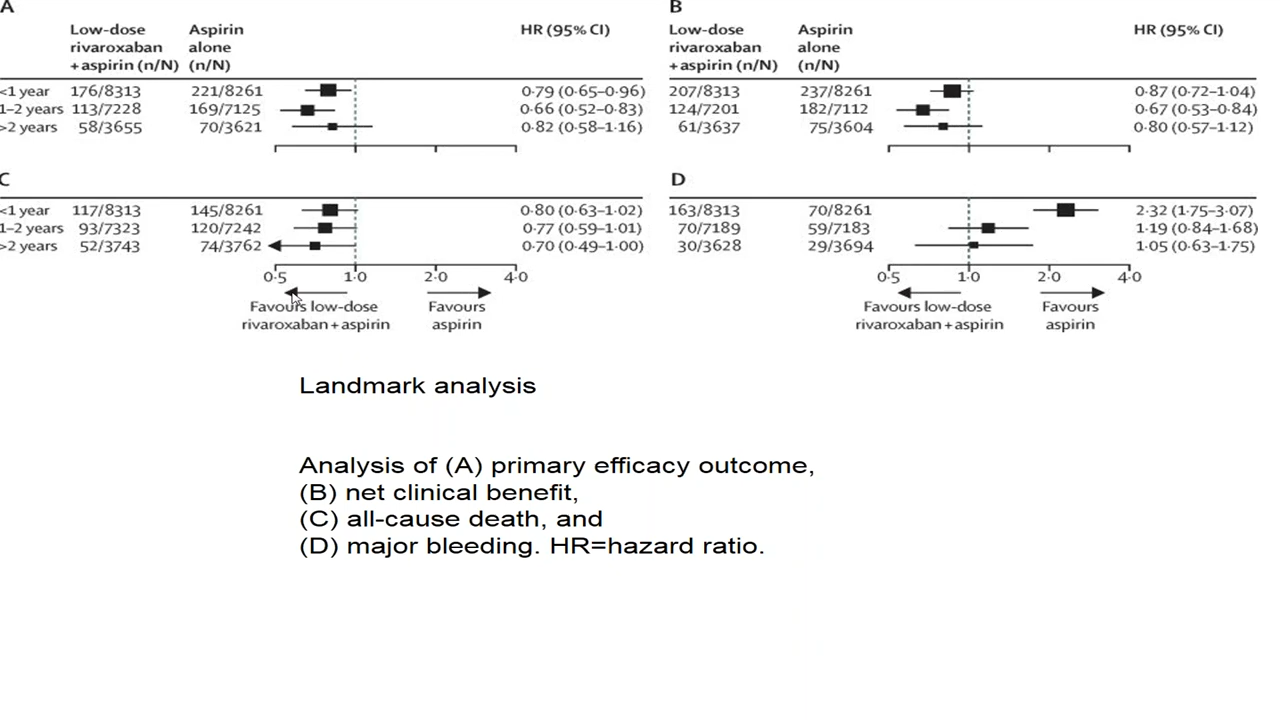 A
Low-dose rivaroxaban +aspirin (n/N) Aspirin alone (n/N) HR (95% CI)
<1 year 176/8313 221/8261 0·79 (0·65–0·96)
1–2 years 113/7228 169/7125 0·66 (0·52–0·83)
>2 years 58/3655 70/3621 0·82 (0·58–1·16)
B
Low-dose rivaroxaban +aspirin (n/N) Aspirin alone (n/N) HR (95% CI)
207/8313 237/8261 0·87 (0·72–1·04)
124/7201 182/7112 0·67 (0·53–0·84)
61/3637 75/3604 0·80 (0·57–1·12)
C
<1 year 117/8313 145/8261 0·80 (0·63–1·02)
1–2 years 93/7323 120/7242 0·77 (0·59–1·01)
>2 years 52/3743 74/3762 0·70 (0·49–1·00)
0·5 1·0 2·0 4·0
Favours low-dose rivaroxaban+aspirin Favours aspirin
D
163/8313 70/8261 2·32 (1·75–3·07)
70/7189 59/7183 1·19 (0·84–1·68)
30/3628 29/3694 1·05 (0·63–1·75)
0·5 1·0 2·0 4·0
Favours low-dose rivaroxaban+aspirin Favours aspirin
Landmark analysis
Analysis of (A) primary efficacy outcome,
(B) net clinical benefit,
(C) all-cause death, and
(D) major bleeding. HR=hazard ratio.